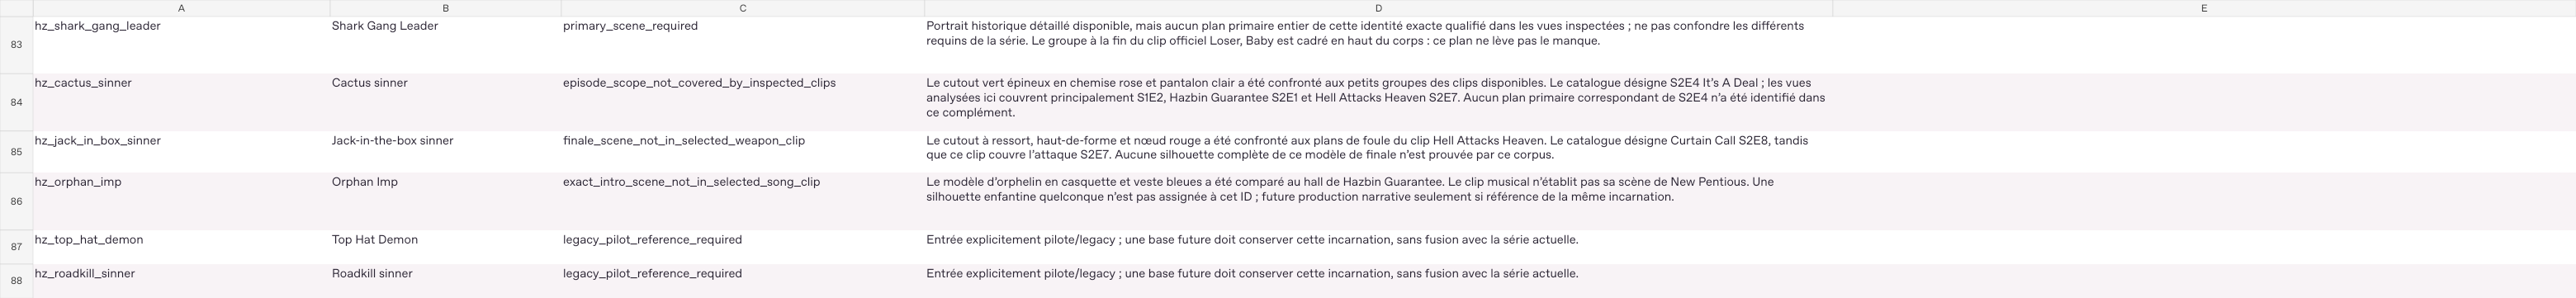 A B C D E
83 hz_shark_gang_leader Shark Gang Leader primary_scene_required Portrait historique détaillé disponible, mais aucun plan primaire entier de cette identité exacte qualifié dans les vues inspectées ; ne pas confondre les différents
requins de la série. Le groupe à la fin du clip officiel Loser, Baby est cadré en haut du corps : ce plan ne lève pas le manque.
84 hz_cactus_sinner Cactus sinner episode_scope_not_covered_by_inspected_clips Le cutout vert épineux en chemise rose et pantalon clair a été confronté aux petits groupes des clips disponibles. Le catalogue désigne S2E4 It’s A Deal ; les vues
analysées ici couvrent principalement S1E2, Hazbin Guarantee S2E1 et Hell Attacks Heaven S2E7. Aucun plan primaire correspondant de S2E4 n’a été identifié dans
ce complément.
85 hz_jack_in_box_sinner Jack-in-the-box sinner finale_scene_not_in_selected_weapon_clip Le cutout à ressort, haut-de-forme et nœud rouge a été confronté aux plans de foule du clip Hell Attacks Heaven. Le catalogue désigne Curtain Call S2E8, tandis
que ce clip couvre l’attaque S2E7. Aucune silhouette complète de ce modèle de finale n’est prouvée par ce corpus.
86 hz_orphan_imp Orphan Imp exact_intro_scene_not_in_selected_song_clip Le modèle d’orphelin en casquette et veste bleues a été comparé au hall de Hazbin Guarantee. Le clip musical n’établit pas sa scène de New Pentious. Une
silhouette enfantine quelconque n’est pas assignée à cet ID ; future production narrative seulement si référence de la même incarnation.
87 hz_top_hat_demon Top Hat Demon legacy_pilot_reference_required Entrée explicitement pilote/legacy ; une base future doit conserver cette incarnation, sans fusion avec la série actuelle.
88 hz_roadkill_sinner Roadkill sinner legacy_pilot_reference_required Entrée explicitement pilote/legacy ; une base future doit conserver cette incarnation, sans fusion avec la série actuelle.